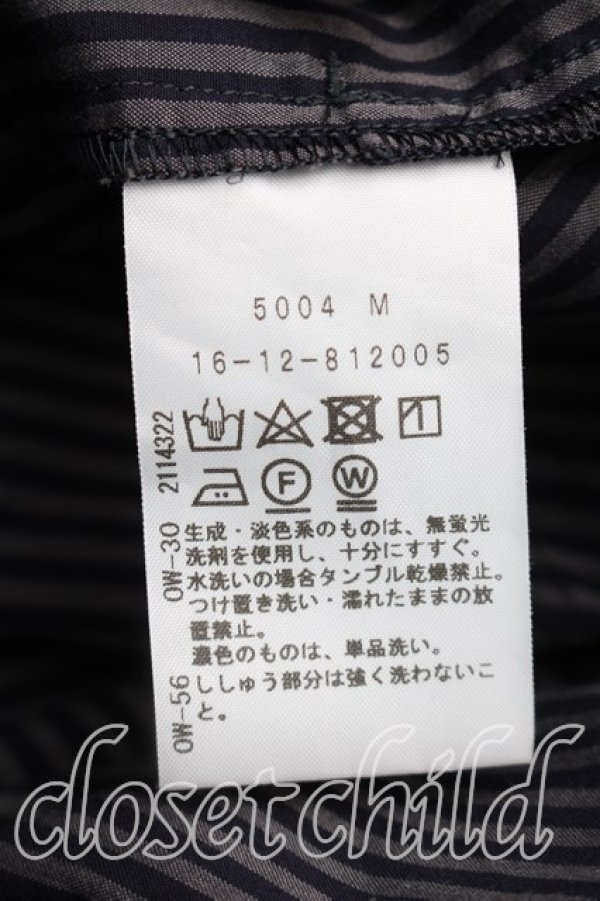 5004 M
16-12-812005
2114322
F
W
OW-30
生成・淡色系のものは、無蛍光
洗剤を使用し、十分にすすぐ。
水洗いの場合タンブル乾燥禁止。
つけ置き洗い・濡れたままの放
置禁止。
濃色のものは、単品洗い。
OW-56
ししゅう部分は強く洗わないこ
と。
closet child